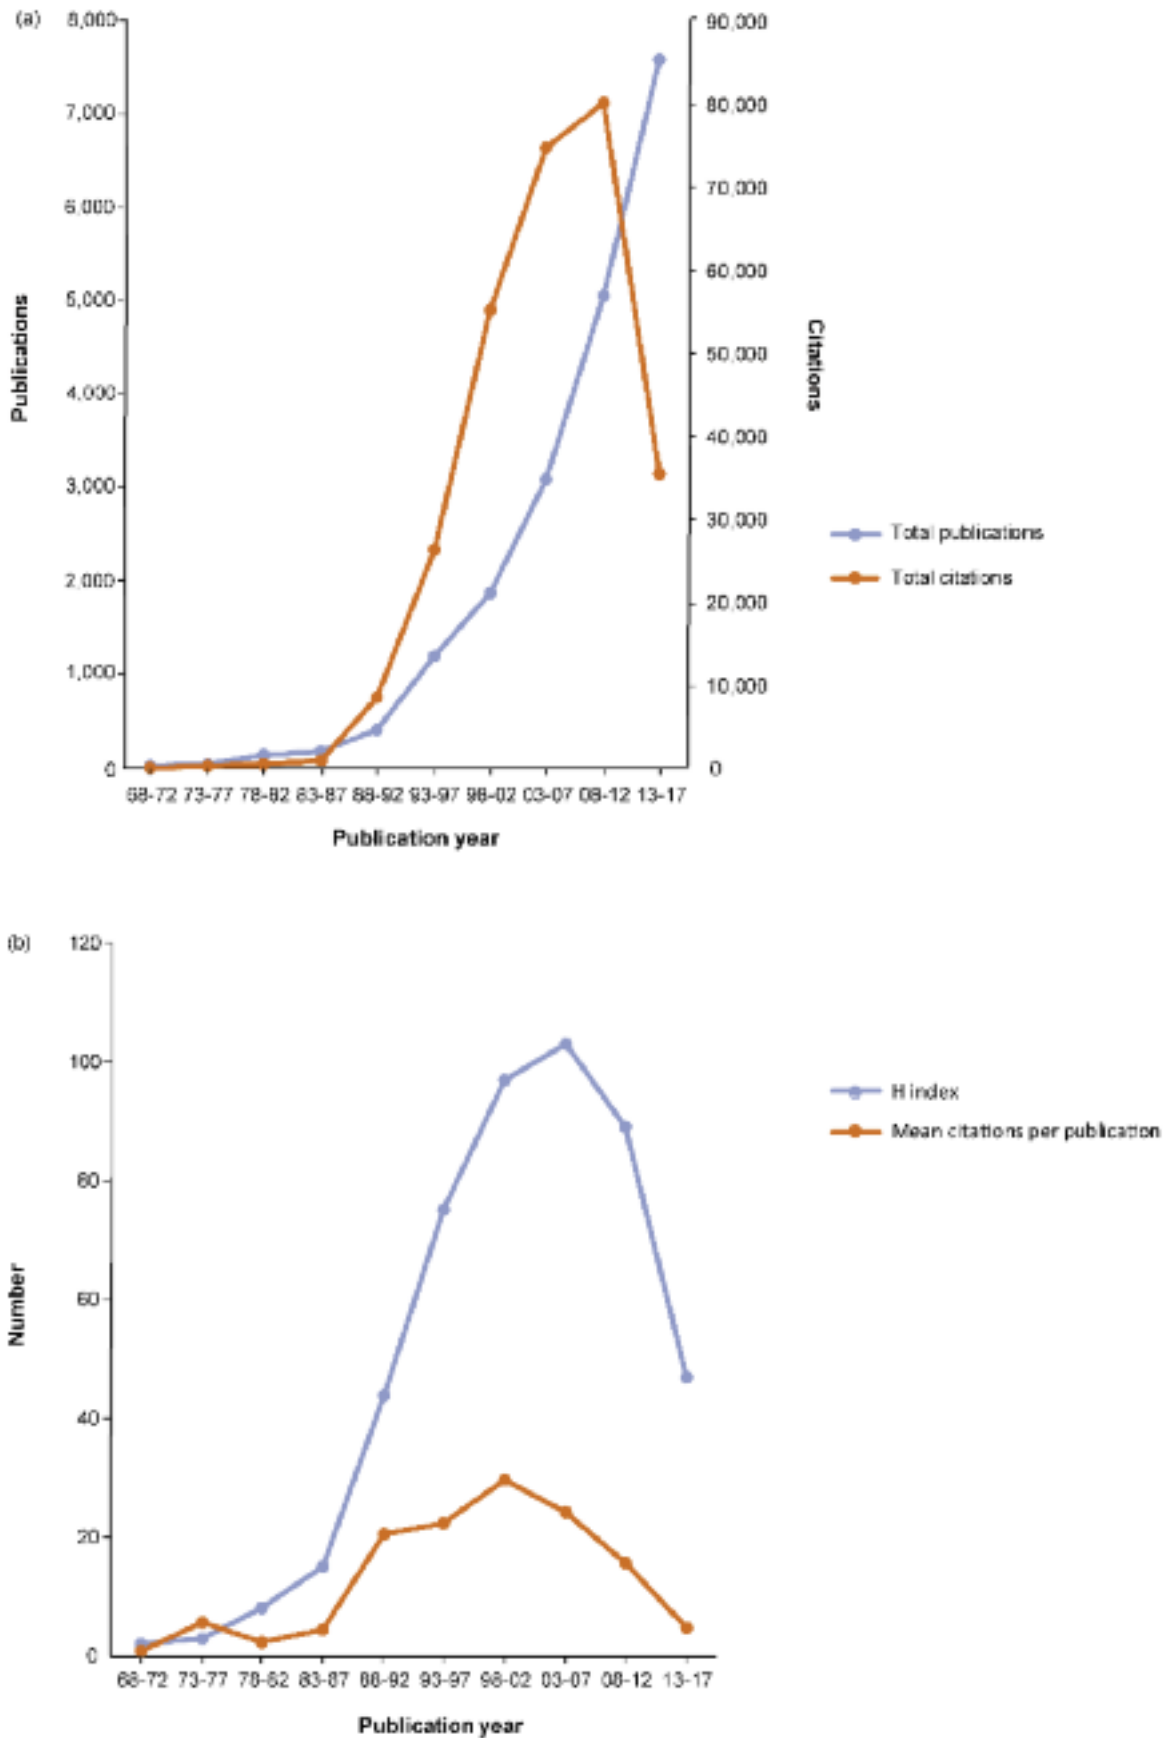 (a)
8,000
7,000
6,000
5,000
4,000
3,000
2,000
1,000
0
Publications
90,000
80,000
70,000
60,000
50,000
40,000
30,000
20,000
10,000
0
Citations
68-72 73-77 78-82 83-87 88-92 93-97 98-02 03-07 08-12 13-17
Publication year
Total publications
Total citations
(b)
120
100
80
60
40
20
0
Number
68-72 73-77 78-82 83-87 88-92 93-97 98-02 03-07 08-12 13-17
Publication year
H index
Mean citations per publication